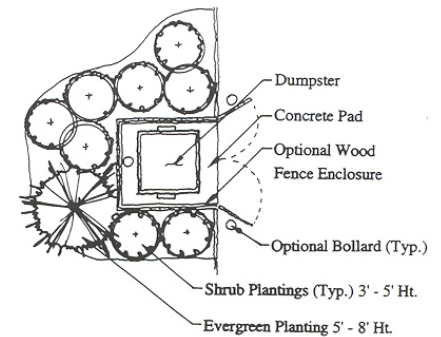 Dumpster
Concrete Pad
Optional Wood
Fence Enclosure
Optional Bollard (Typ.)
Shrub Plantings (Typ.) 3' - 5' Ht.
Evergreen Planting 5' - 8' Ht.